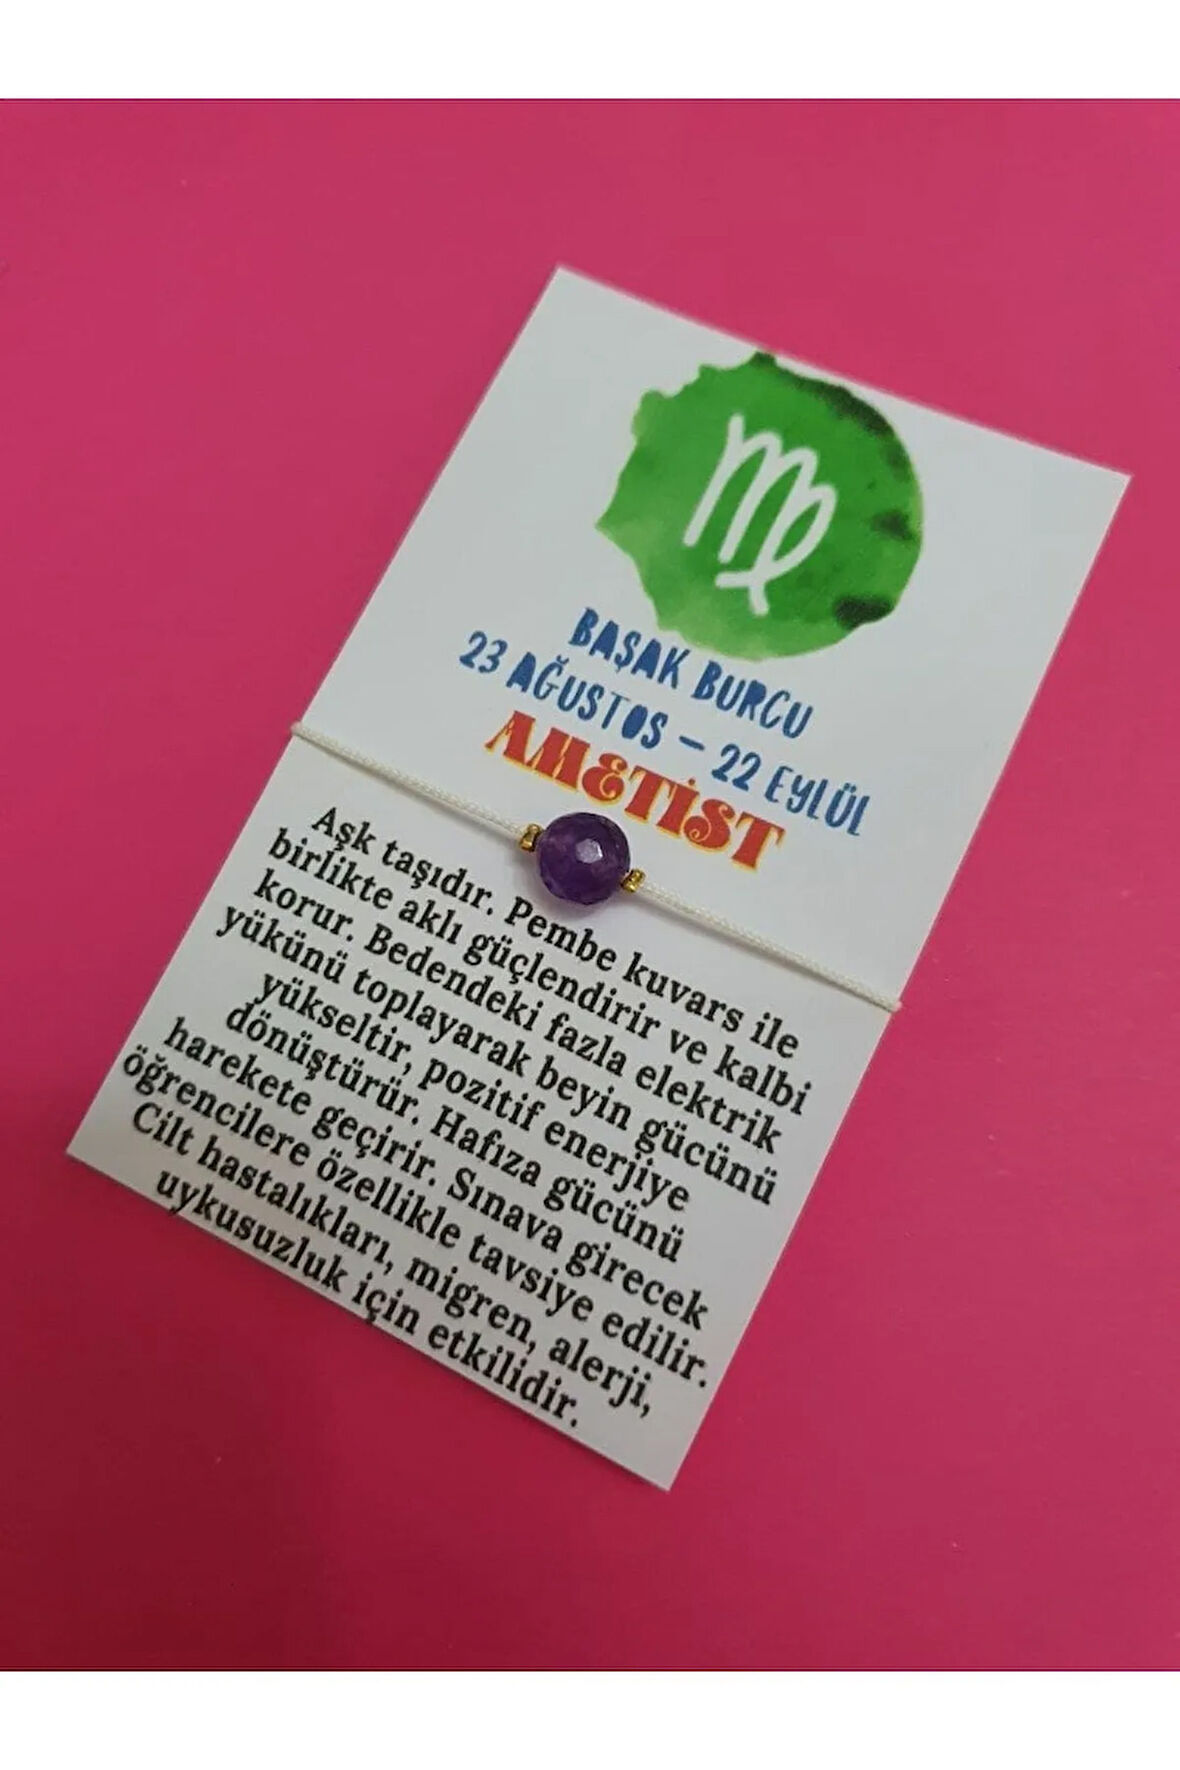 BAŞAK BURCU
23 AĞUSTOS - 22 EYLÜL
AMETİST
Aşk taşıdır. Pembe kuvars ile
birlikte aklı güçlendirir ve kalbi
korur. Bedendeki fazla elektrik
yükünü toplayarak beyin gücünü
yükseltir, pozitif enerjiye
dönüştürür. Hafıza gücünü
harekete geçirir. Sınava girecek
öğrencilere özellikle tavsiye edilir.
Cilt hastalıkları, migren, alerji,
uykusuzluk için etkilidir.